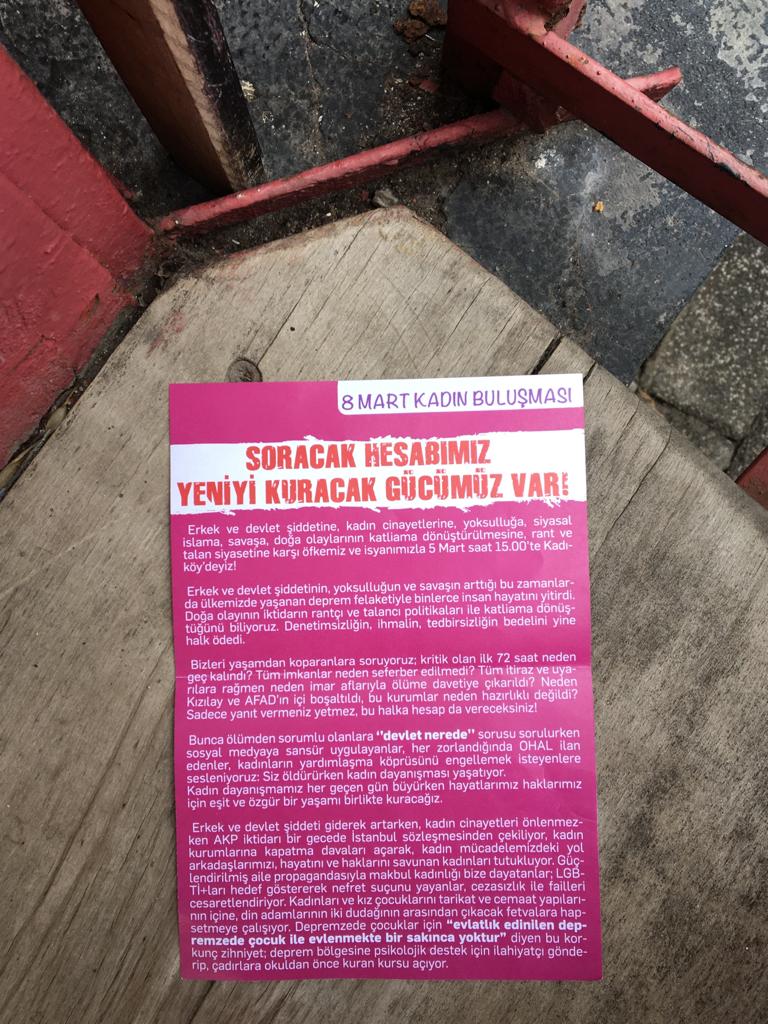 8 MART KADIN BULUŞMASI
SORACAK HESABIMIZ
YENİYİ KURACAK GÜCÜMÜZ VAR!
Erkek ve devlet şiddetine, kadın cinayetlerine, yoksulluğa, siyasal
islama, savaşa, doğa olaylarının katliama dönüştürülmesine, rant ve
talan siyasetine karşı öfkemiz ve isyanımızla 5 Mart saat 15.00'te Kadı-
köy'deyiz!
Erkek ve devlet şiddetinin, yoksulluğun ve savaşın arttığı bu zamanlar-
da ülkemizde yaşanan deprem felaketiyle binlerce insan hayatını yitirdi.
Doğa olayının iktidarın rantçı ve talancı politikaları ile katliama dönüş-
tüğünü biliyoruz. Denetimsizliğin, ihmalin, tedbirsizliğin bedelini yine
halk ödedi.
Bizleri yaşamdan koparanlara soruyoruz; kritik olan ilk 72 saat neden
geç kalındı? Tüm imkanlar neden seferber edilmedi? Tüm itiraz ve uya-
rılara rağmen neden imar aflarıyla ölüme davetiye çıkarıldı? Neden
Kızılay ve AFAD'ın içi boşaltıldı, bu kurumlar neden hazırlıklı değildi?
Sadece yanıt vermeniz yetmez, bu halka hesap da vereceksiniz!
Bunca ölümden sorumlu olanlara ''devlet nerede'' sorusu sorulurken
sosyal medyaya sansür uygulayanlar, her zorlandığında OHAL ilan
edenler, kadınların yardımlaşma köprüsünü engellemek isteyenlere
sesleniyoruz: Siz öldürürken kadın dayanışması yaşatıyor.
Kadın dayanışmamız her geçen gün büyürken hayatlarımız haklarımız
için eşit ve özgür bir yaşamı birlikte kuracağız.
Erkek ve devlet şiddeti giderek artarken, kadın cinayetleri önlenmez-
ken AKP iktidarı bir gecede İstanbul sözleşmesinden çekiliyor, kadın
kurumlarına kapatma davaları açarak, kadın mücadelemizdeki yol
arkadaşlarımızı, hayatını ve haklarını savunan kadınları tutukluyor. Güç-
lendirilmiş aile propagandasıyla makbul kadınlığı bize dayatanlar; LGB-
Tİ+ları hedef göstererek nefret suçunu yayanlar, cezasızlık ile failleri
cesaretlendiriyor. Kadınları ve kız çocuklarını tarikat ve cemaat yapıları-
nın içine, din adamlarının iki dudağının arasından çıkacak fetvalara hap-
setmeye çalışıyor. Depremzede çocuklar için "evlatlık edinilen dep-
remzede çocuk ile evlenmekte bir sakınca yoktur" diyen bu kor-
kunç zihniyet; deprem bölgesine psikolojik destek için ilahiyatçı gönde-
rip, çadırlara okuldan önce kuran kursu açıyor.